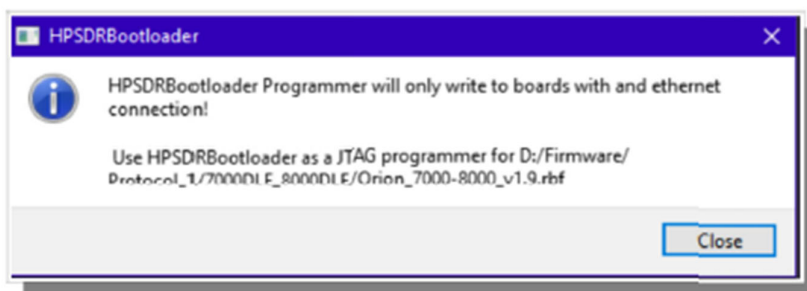 HPSDRBootloader
HPSDRBootloader Programmer will only write to boards with and ethernet
connection!
Use HPSDRBootloader as a JTAG programmer for D:/Firmware/
Protocol_1/7000DLE_8000DLE/Orion_7000-8000_v1.9.rbf
Close